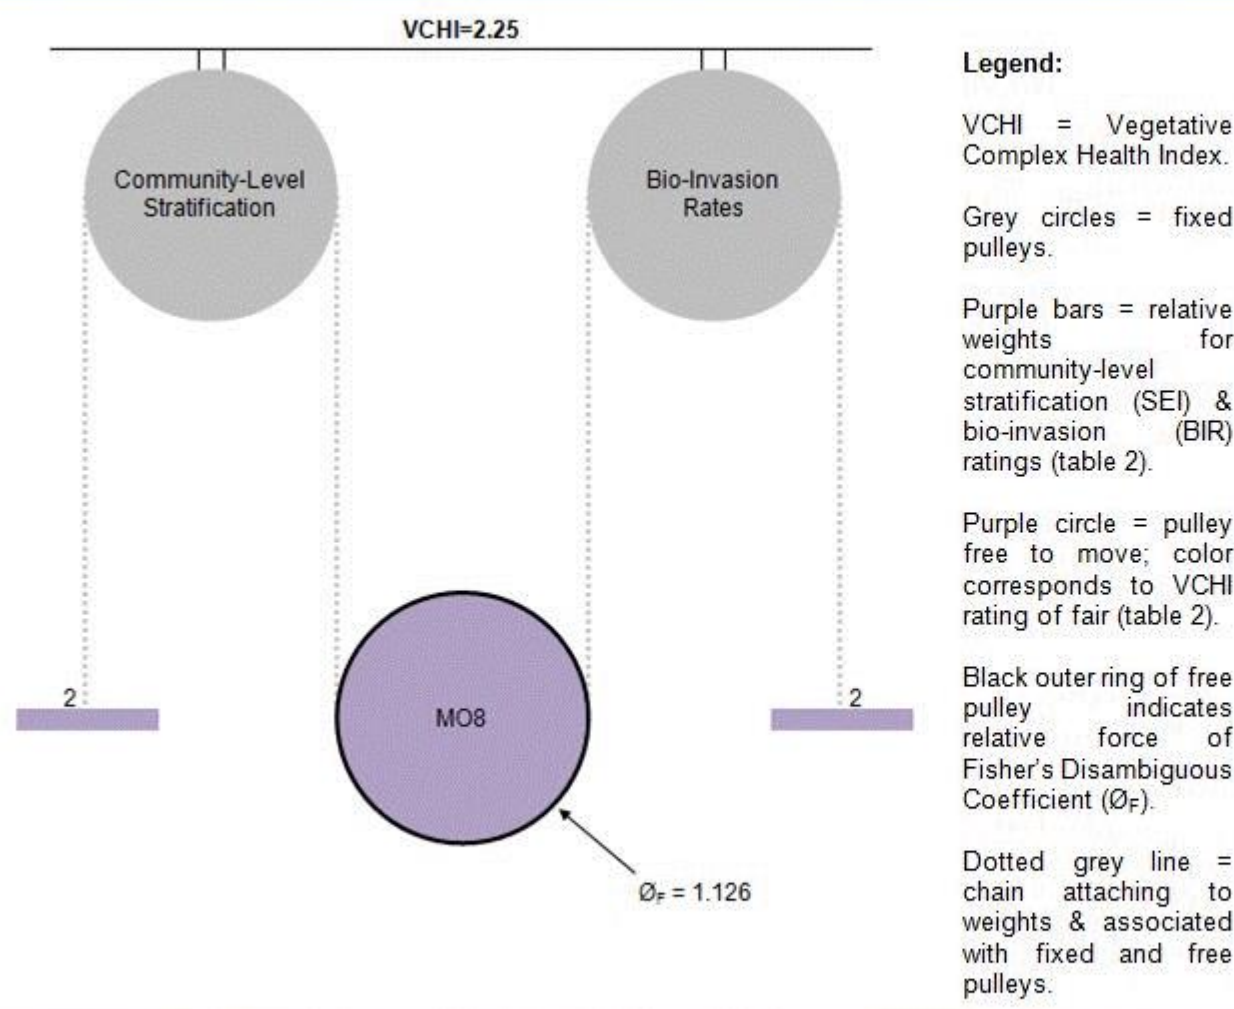 VCHI=2.25
Community-Level
Stratification
Bio-Invasion
Rates
2
MO8
2
ØF = 1.126
Legend:
VCHI = Vegetative
Complex Health Index.
Grey circles = fixed
pulleys.
Purple bars = relative
weights for
community-level
stratification (SEI) &
bio-invasion (BIR)
ratings (table 2).
Purple circle = pulley
free to move; color
corresponds to VCHI
rating of fair (table 2).
Black outer ring of free
pulley indicates
relative force of
Fisher's Disambiguous
Coefficient (ØF).
Dotted grey line =
chain attaching to
weights & associated
with fixed and free
pulleys.